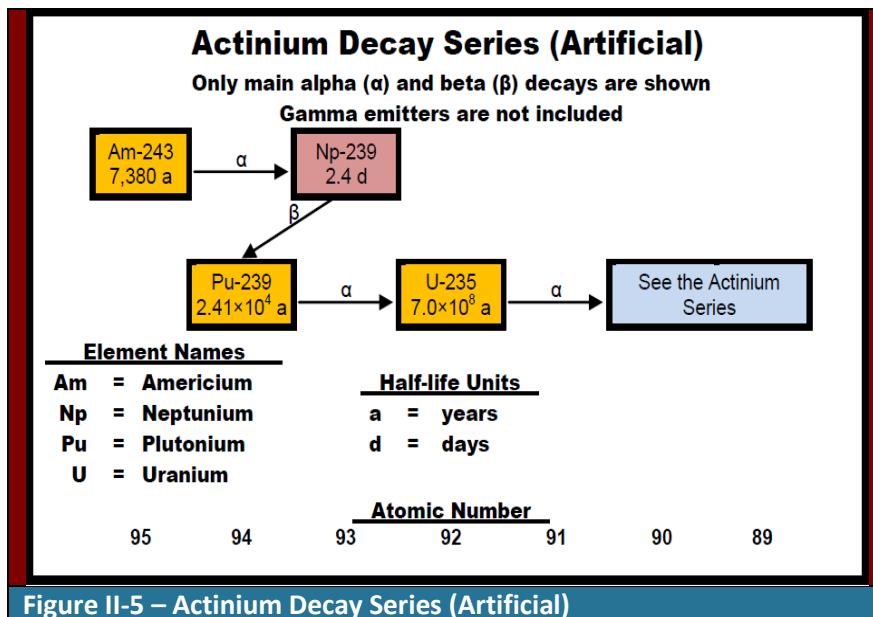 Actinium Decay Series (Artificial)
Only main alpha (α) and beta (β) decays are shown
Gamma emitters are not included
Am-243
7,380 a
α
Np-239
2.4 d
β
Pu-239
2.41×10⁴ a
α
U-235
7.0×10⁸ a
α
See the Actinium
Series
Element Names
Am = Americium
Np = Neptunium
Pu = Plutonium
U = Uranium
Half-life Units
a = years
d = days
Atomic Number
95 94 93 92 91 90 89
Figure II-5 – Actinium Decay Series (Artificial)